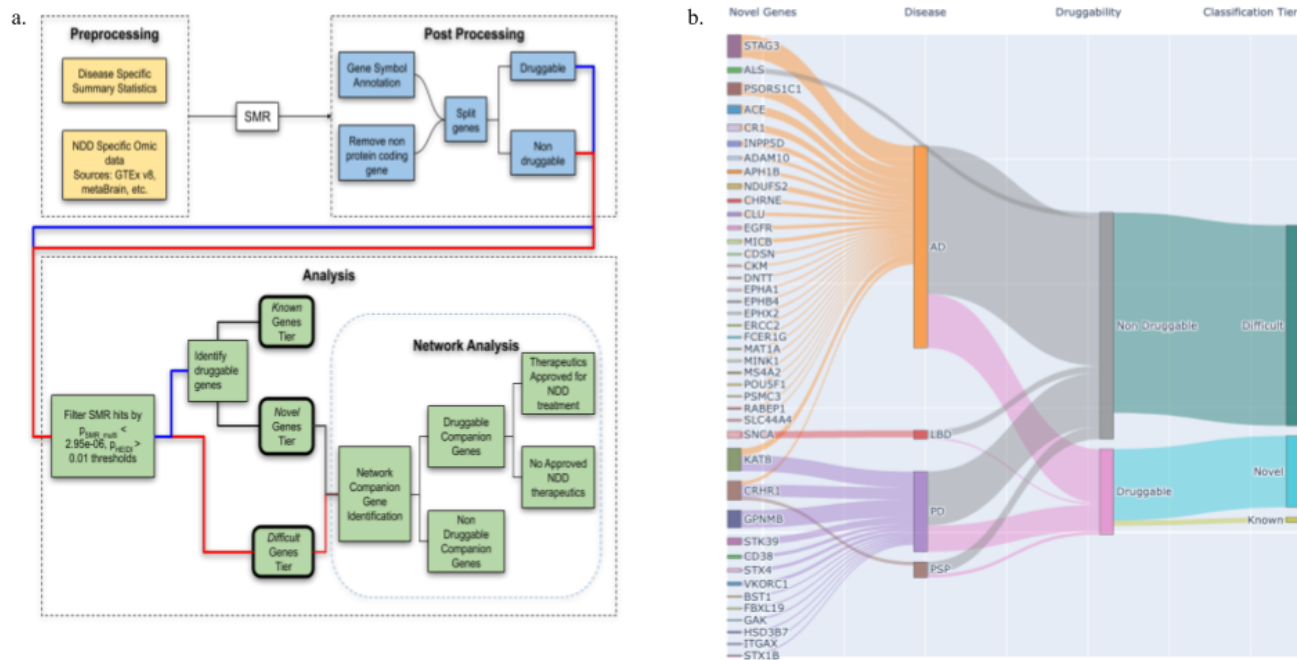 a.
Preprocessing
Disease Specific
Summary Statistics
NDD Specific Omic
data
Sources: GTEx v8,
metaBrain, etc.
SMR
Post Processing
Gene Symbol
Annotation
Remove non
protein coding
gene
Split
genes
Druggable
Non
druggable
Analysis
Filter SMR hits by
pSMR_multi <
2.95e-06, pHEIDI >
0.01 thresholds
Identify
druggable
genes
Known
Genes
Tier
Novel
Genes
Tier
Difficult
Genes
Tier
Network Analysis
Network
Companion
Gene
Identification
Druggable
Companion
Genes
Non
Druggable
Companion
Genes
Therapeutics
Approved for
NDD
treatment
No Approved
NDD
therapeutics
b.
Novel Genes
Disease
Druggability
Classification Tier
STAG3
ALS
PSORS1C1
ACE
CR1
INPP5D
ADAM10
APH1B
NDUFS2
CHRNE
CLU
EGFR
MICB
CDSN
CKM
DNTT
EPHA1
EPHB4
EPHX2
ERCC2
FCER1G
MAT1A
MINK1
MS4A2
POU5F1
PSMC3
RABEP1
SLC44A4
SNCA
KAT8
CRHR1
GPNMB
STK39
CD38
STX4
VKORC1
BST1
FBXL19
GAK
HSD3B7
ITGAX
STX1B
AD
LBD
PD
PSP
Non Druggable
Druggable
Difficult
Novel
Known